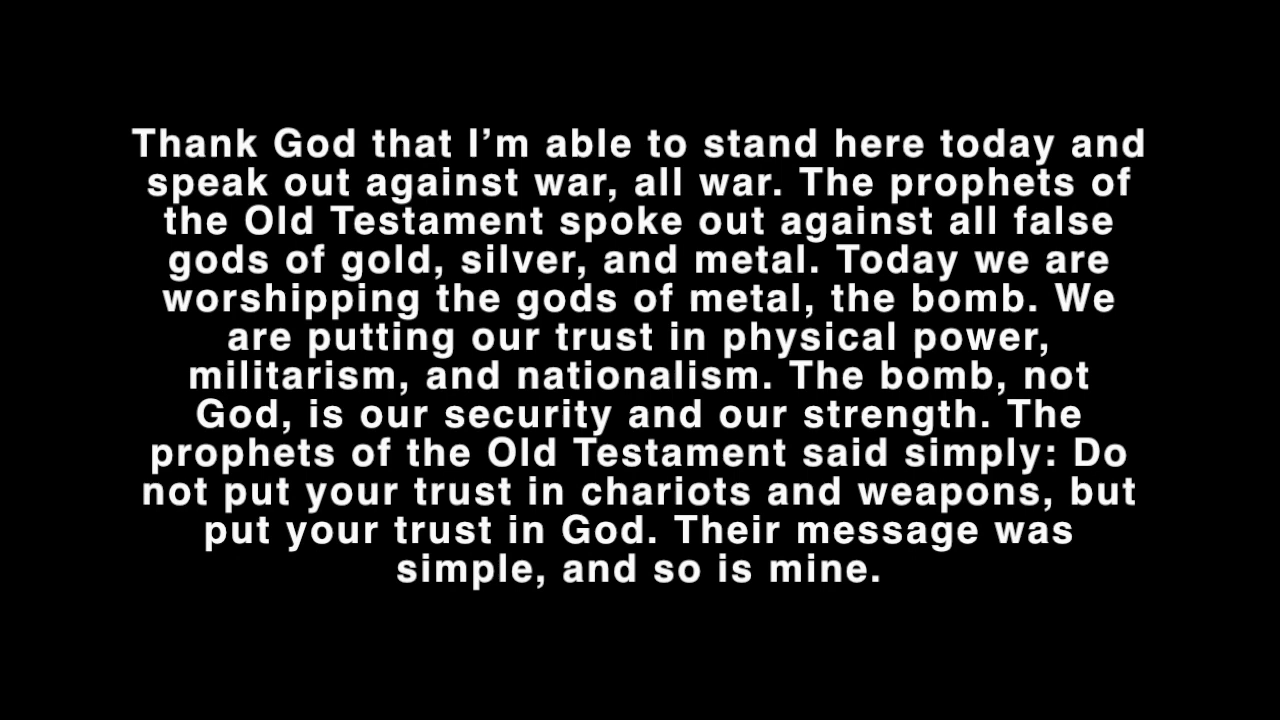 Thank God that I’m able to stand here today and
speak out against war, all war. The prophets of
the Old Testament spoke out against all false
gods of gold, silver, and metal. Today we are
worshipping the gods of metal, the bomb. We
are putting our trust in physical power,
militarism, and nationalism. The bomb, not
God, is our security and our strength. The
prophets of the Old Testament said simply: Do
not put your trust in chariots and weapons, but
put your trust in God. Their message was
simple, and so is mine.